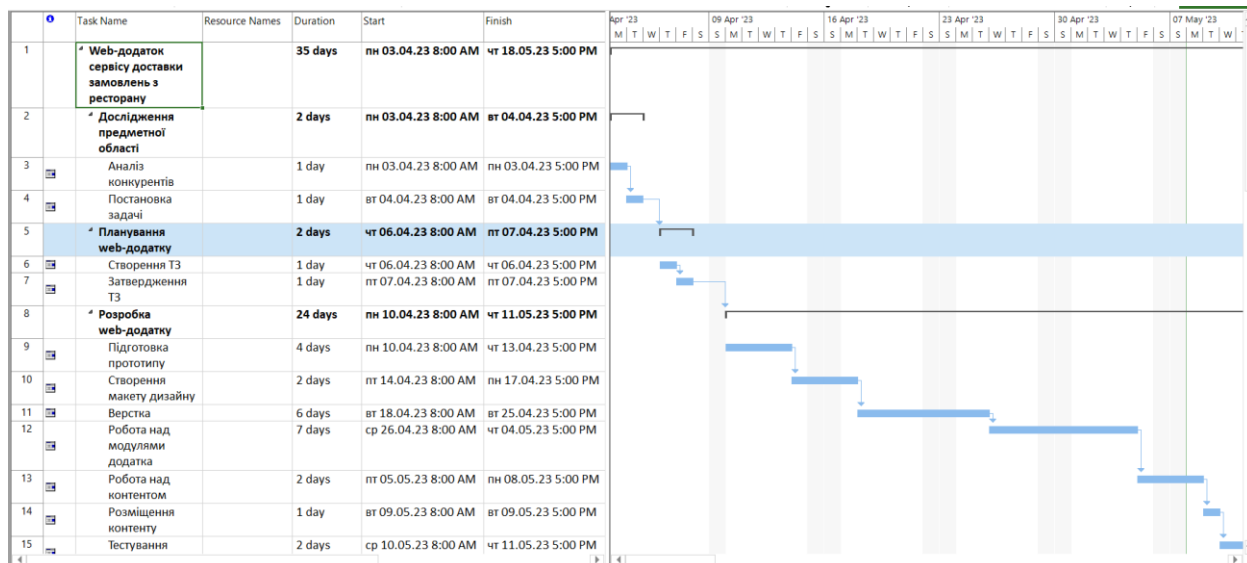 Task Name Resource Names Duration Start Finish
Apr '23 09 Apr '23 16 Apr '23 23 Apr '23 30 Apr '23 07 May '23
M T W T F S S M T W T F S S M T W T F S S M T W T F S S M T W T F S S M T W
1 Web-додаток 35 days пн 03.04.23 8:00 AM чт 18.05.23 5:00 PM
сервісу доставки
замовлень з
ресторану
2 Дослідження 2 days пн 03.04.23 8:00 AM вт 04.04.23 5:00 PM
предметної
області
3 Аналіз 1 day пн 03.04.23 8:00 AM пн 03.04.23 5:00 PM
конкурентів
4 Постановка 1 day вт 04.04.23 8:00 AM вт 04.04.23 5:00 PM
задачі
5 Планування 2 days чт 06.04.23 8:00 AM пт 07.04.23 5:00 PM
web-додатку
6 Створення ТЗ 1 day чт 06.04.23 8:00 AM чт 06.04.23 5:00 PM
7 Затвердження 1 day пт 07.04.23 8:00 AM пт 07.04.23 5:00 PM
ТЗ
8 Розробка 24 days пн 10.04.23 8:00 AM чт 11.05.23 5:00 PM
web-додатку
9 Підготовка 4 days пн 10.04.23 8:00 AM чт 13.04.23 5:00 PM
прототипу
10 Створення 2 days пт 14.04.23 8:00 AM пн 17.04.23 5:00 PM
макету дизайну
11 Верстка 6 days вт 18.04.23 8:00 AM вт 25.04.23 5:00 PM
12 Робота над 7 days ср 26.04.23 8:00 AM чт 04.05.23 5:00 PM
модулями
додатка
13 Робота над 2 days пт 05.05.23 8:00 AM пн 08.05.23 5:00 PM
контентом
14 Розміщення 1 day вт 09.05.23 8:00 AM вт 09.05.23 5:00 PM
контенту
15 Тестування 2 days ср 10.05.23 8:00 AM чт 11.05.23 5:00 PM